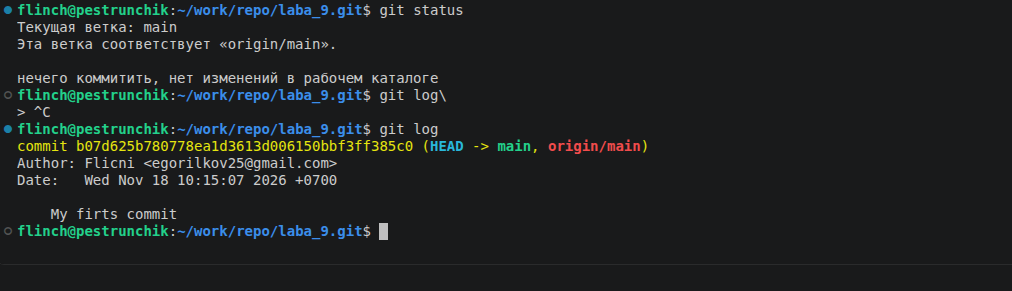 flinch@pestrunchik:~/work/repo/laba_9.git$ git status
Текущая ветка: main
Эта ветка соответствует «origin/main».
нечего коммитить, нет изменений в рабочем каталоге
flinch@pestrunchik:~/work/repo/laba_9.git$ git log\
> ^C
flinch@pestrunchik:~/work/repo/laba_9.git$ git log
commit b07d625b780778ea1d3613d006150bbf3ff385c0 (HEAD -> main, origin/main)
Author: Flicni <egorilkov25@gmail.com>
Date:   Wed Nov 18 10:15:07 2026 +0700
My firts commit
flinch@pestrunchik:~/work/repo/laba_9.git$